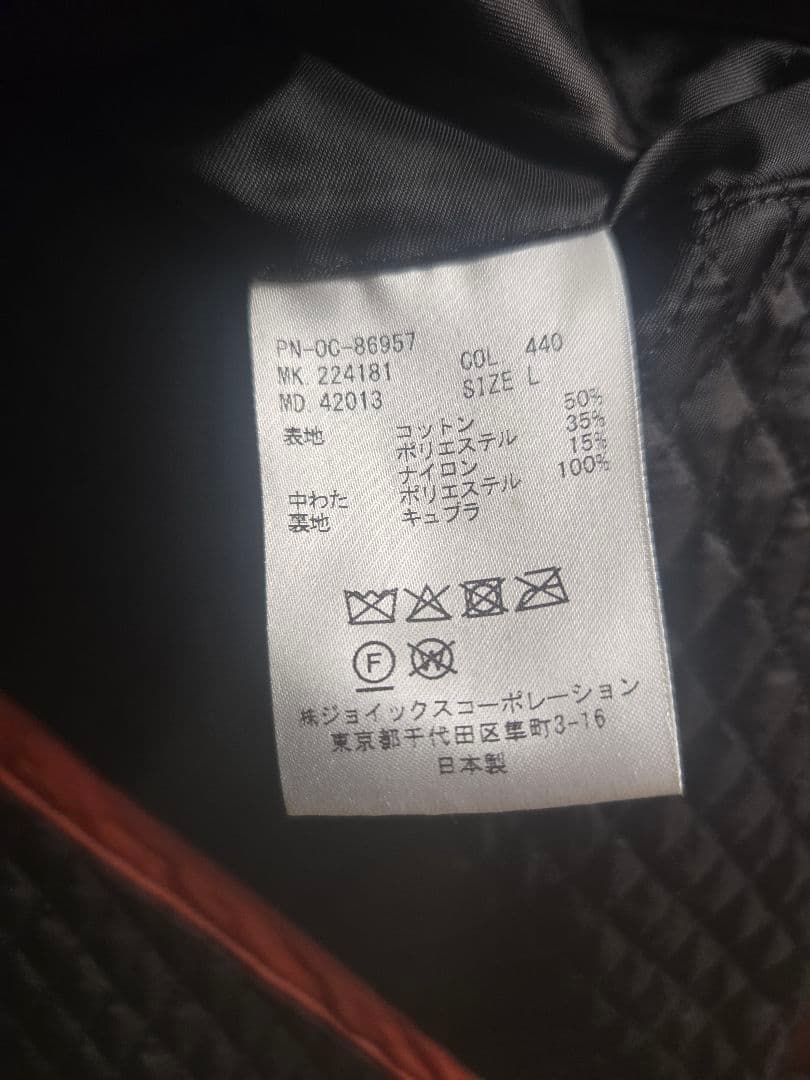 PN-OC-86957
MK. 224181 COL 440
MD. 42013 SIZE L
表地 コットン 50%
ポリエステル 35%
ナイロン 15%
中わた ポリエステル 100%
裏地 キュプラ
F
W
㈱ジョイックスコーポレーション
東京都千代田区隼町3-16
日本製